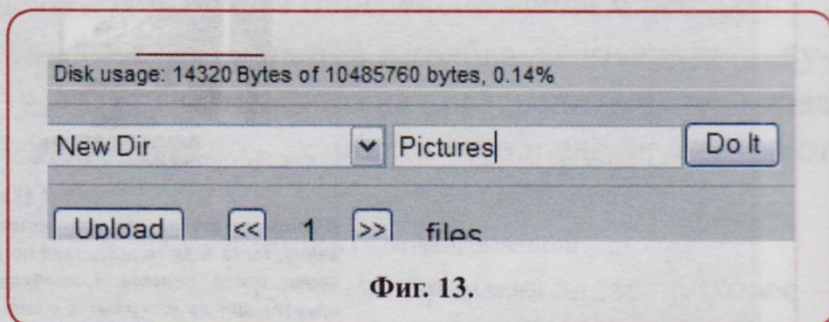 Disk usage: 14320 Bytes of 10485760 bytes, 0.14%
New Dir Pictures Do It
Upload << 1 >> files
Фиг. 13.